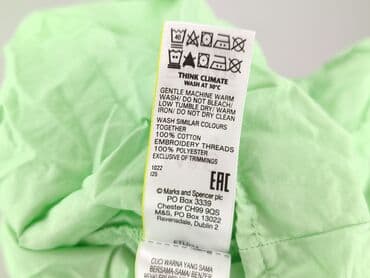 40
THINK CLIMATE
WASH AT 30°C
GENTLE MACHINE WARM
WASH/ DO NOT BLEACH/
LOW TUMBLE DRY/ WARM
IRON/ DO NOT DRY CLEAN
WASH SIMILAR COLOURS
TOGETHER
100% COTTON
EMBROIDERY THREADS
100% POLYESTER
EXCLUSIVE OF TRIMMINGS
1022
I25
EAC
© Marks and Spencer plc
PO Box 3339
Chester CH99 9QS
M&S, PO Box 13022
Ravensdale, Dublin 2
CUCI WARNA YANG SAMA
BERSAMA-SAMA/ BENZER